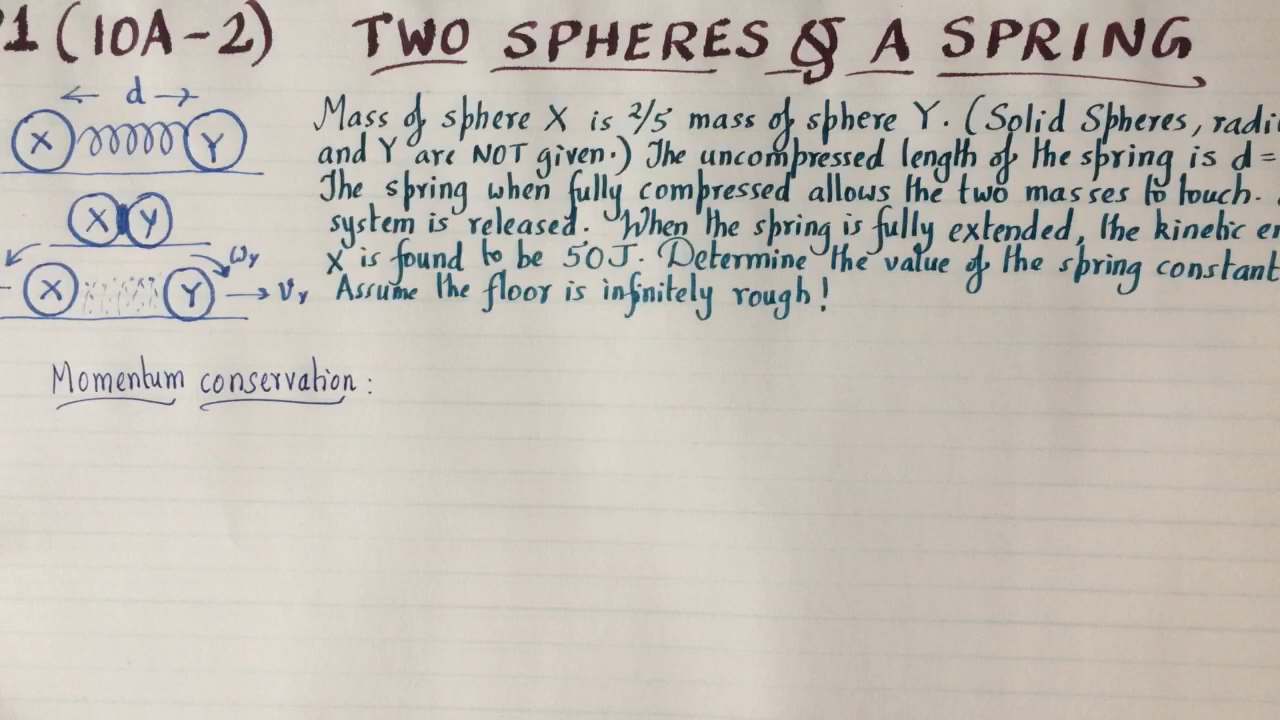 1 (10A-2) TWO SPHERES & A SPRING
← d →
X Y
Mass of sphere X is 2/5 mass of sphere Y. (Solid Spheres, radii
and Y are NOT given.) The uncompressed length of the spring is d =
The spring when fully compressed allows the two masses to touch.
X Y
system is released. When the spring is fully extended, the kinetic en
ωY
X is found to be 50J. Determine the value of the spring constant
X Y → VY
Assume the floor is infinitely rough!
Momentum conservation: